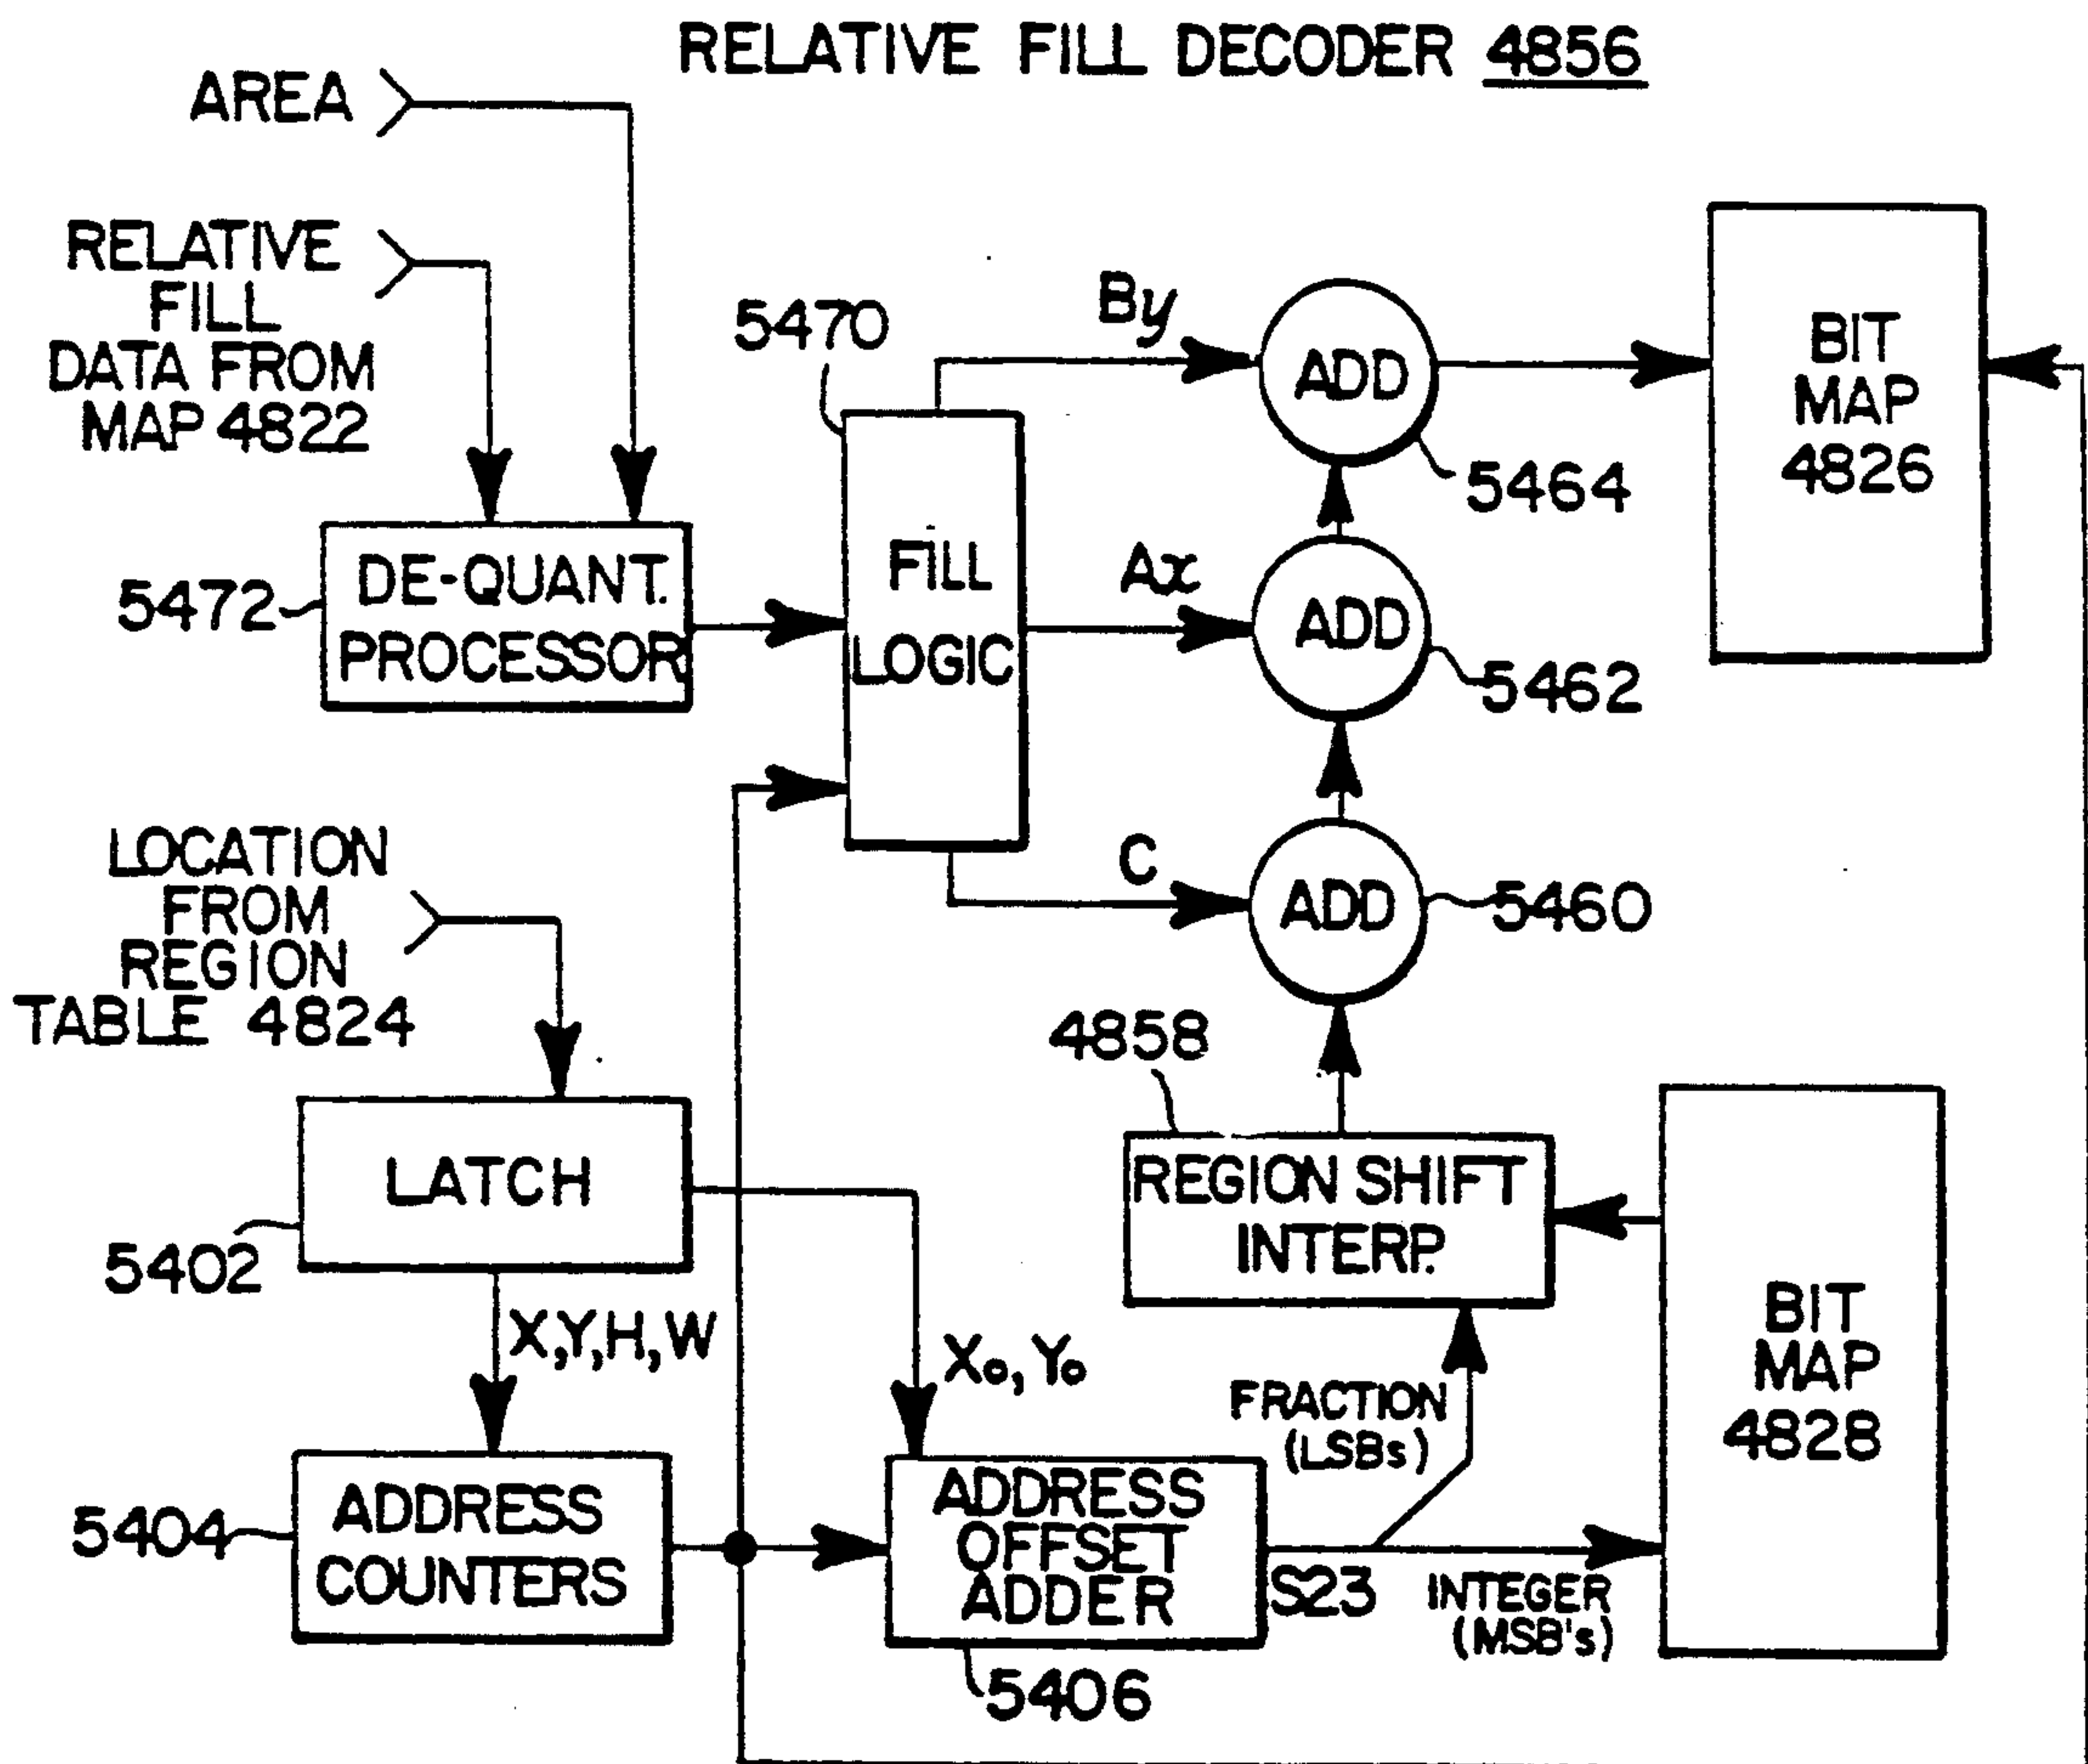 RELATIVE FILL DECODER 4856
AREA
RELATIVE
FILL
DATA FROM
MAP 4822
5470
By
ADD
BIT
MAP
4826
5464
5472
DE-QUANT.
PROCESSOR
FILL
LOGIC
Ax
ADD
5462
LOCATION
FROM
REGION
TABLE 4824
C
ADD
5460
4858
LATCH
5402
REGION SHIFT
INTERP.
X,Y,H,W
Xo, Yo
FRACTION
(LSBs)
BIT
MAP
4828
5404
ADDRESS
COUNTERS
ADDRESS
OFFSET
ADDER
S23
INTEGER
(MSB's)
5406